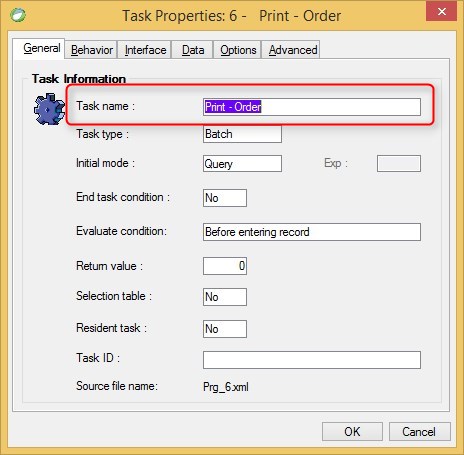 Task Properties: 6 -   Print - Order
General Behavior Interface Data Options Advanced
Task Information
Task name : Print - Order
Task type : Batch
Initial mode : Query Exp :
End task condition : No
Evaluate condition: Before entering record
Return value : 0
Selection table : No
Resident task : No
Task ID :
Source file name: Prg_6.xml
OK Cancel